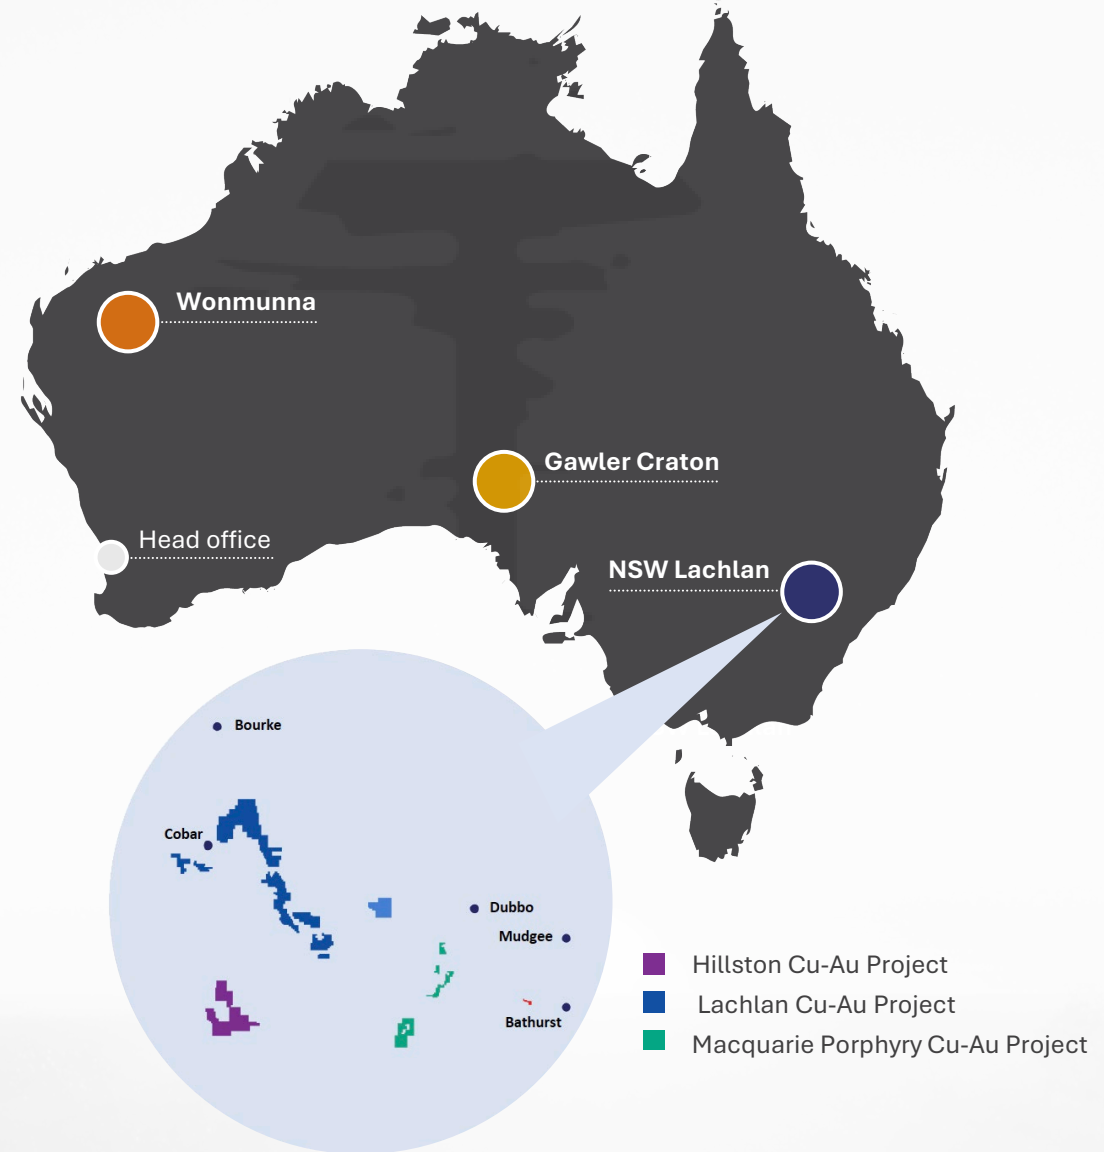 Wonmunna
Gawler Craton
Head office
NSW Lachlan
Bourke
Cobar
Dubbo
Mudgee
Bathurst
Hillston Cu-Au Project
Lachlan Cu-Au Project
Macquarie Porphyry Cu-Au Project